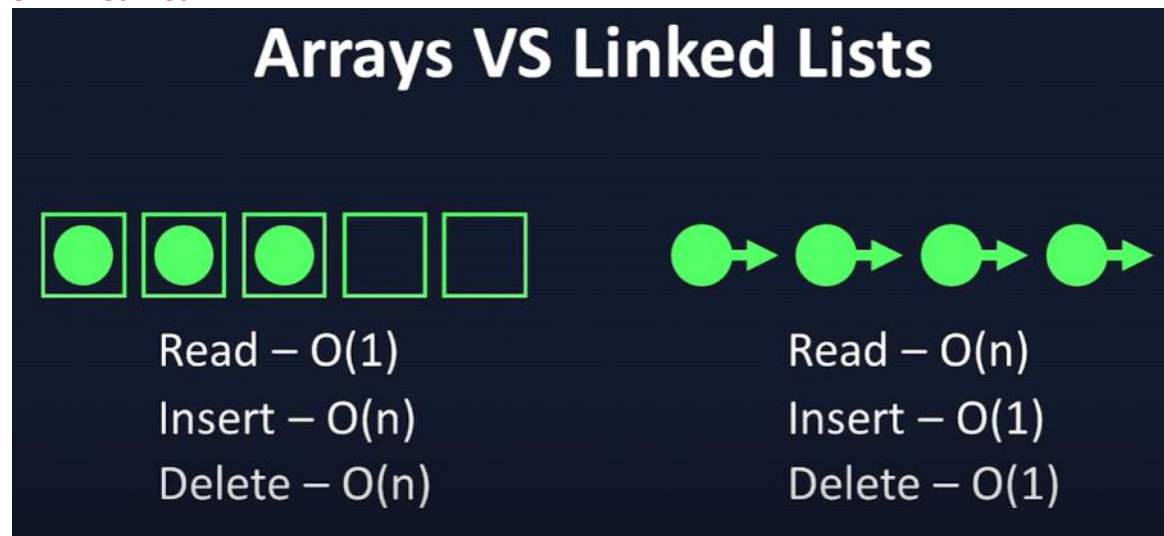 Arrays VS Linked Lists
Read – O(1)
Insert – O(n)
Delete – O(n)
Read – O(n)
Insert – O(1)
Delete – O(1)